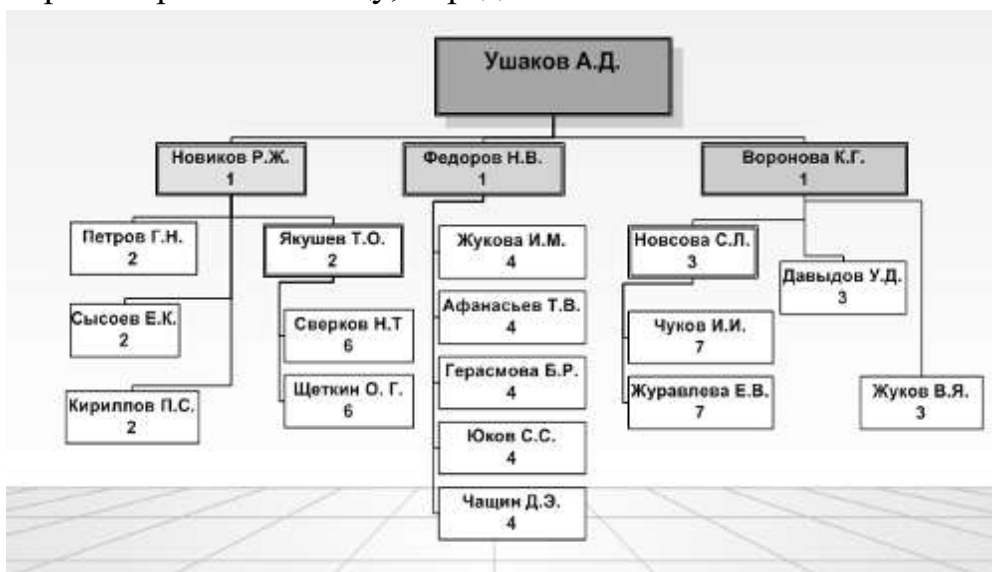 Ушаков А.Д.
Новиков Р.Ж.
1
Федоров Н.В.
1
Воронова К.Г.
1
Петров Г.Н.
2
Якушев Т.О.
2
Сысоев Е.К.
2
Сверков Н.Т
6
Щеткин О. Г.
6
Кириллов П.С.
2
Жукова И.М.
4
Афанасьев Т.В.
4
Герасмова Б.Р.
4
Юков С.С.
4
Чащин Д.Э.
4
Новсова С.Л.
3
Давыдов У.Д.
3
Чуков И.И.
7
Журавлева Е.В.
7
Жуков В.Я.
3